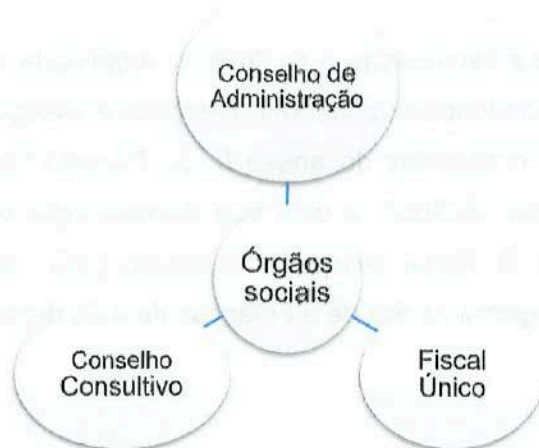 Conselho de
Administração
Órgãos
sociais
Conselho
Consultivo
Fiscal
Único